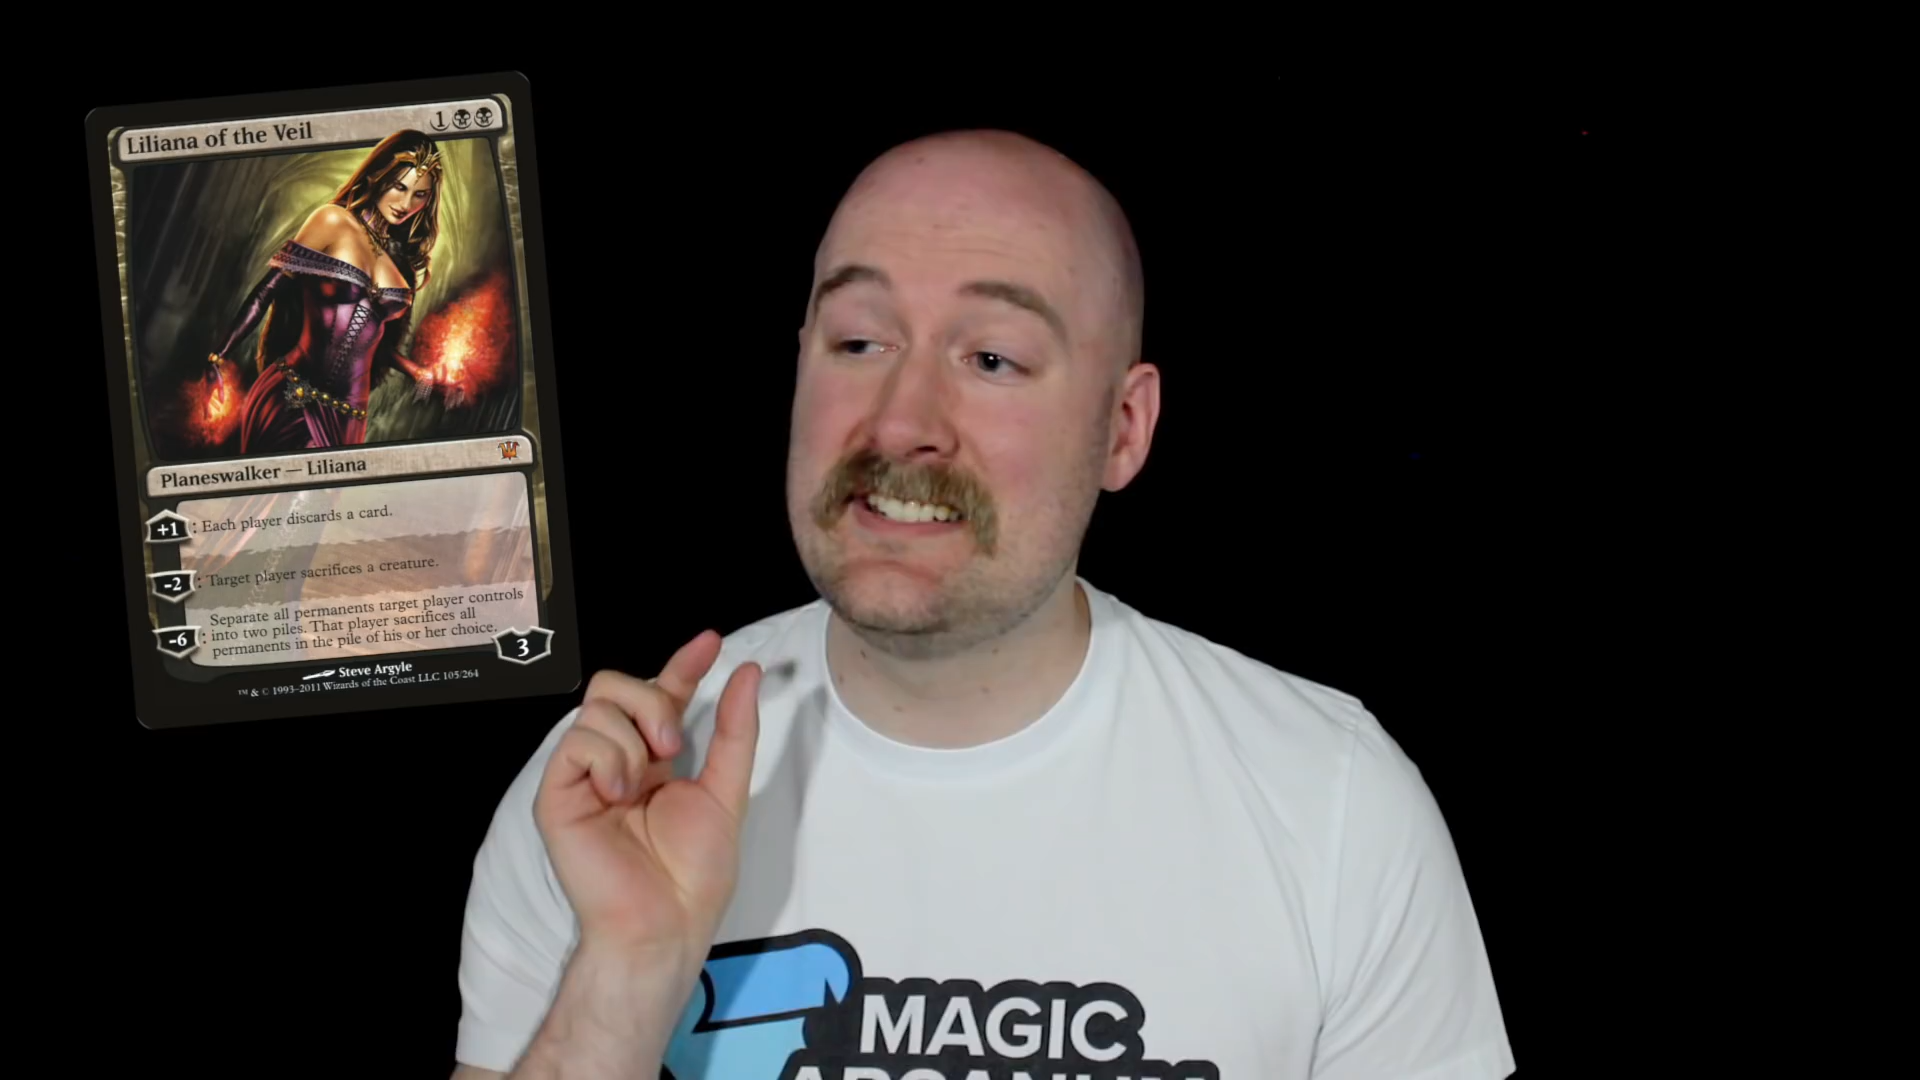 Liliana of the Veil 1
Planeswalker — Liliana
+1 : Each player discards a card.
-2 : Target player sacrifices a creature.
Separate all permanents target player controls
-6 : into two piles. That player sacrifices all
permanents in the pile of his or her choice.
3
Steve Argyle
™ & © 1993–2011 Wizards of the Coast LLC 105/264
MAGIC
ARCANUM